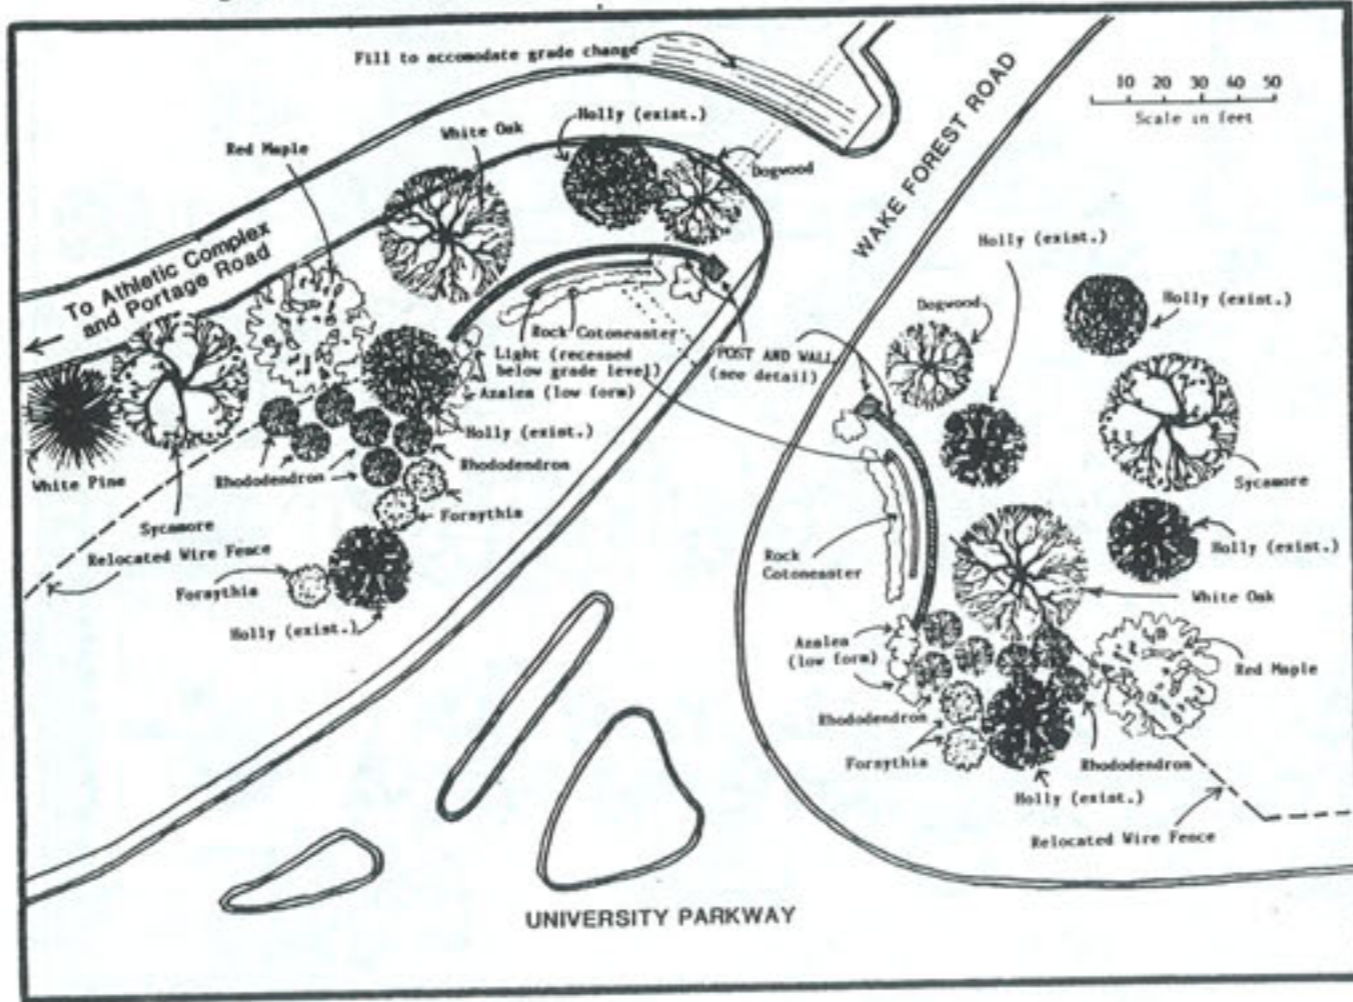 Fill to accomodate grade change
10 20 30 40 50
Scale in feet
WAKE FOREST ROAD
Holly (exist.)
White Oak
Red Maple
Dogwood
To Athletic Complex
and Portage Road
Holly (exist.)
Holly (exist.)
Dogwood
Rock Cotoneaster
Light (recessed
below grade level)
POST AND WALL
(see detail)
Azalea (low form)
Holly (exist.)
Rhododendron
Rhododendron
White Pine
Sycamore
Sycamore
Forsythia
Relocated Wire Fence
Forsythia
Holly (exist.)
Holly (exist.)
Rock
Cotoneaster
White Oak
Azalea
(low form)
Red Maple
Rhododendron
Forsythia
Rhododendron
Holly (exist.)
Relocated Wire Fence
UNIVERSITY PARKWAY